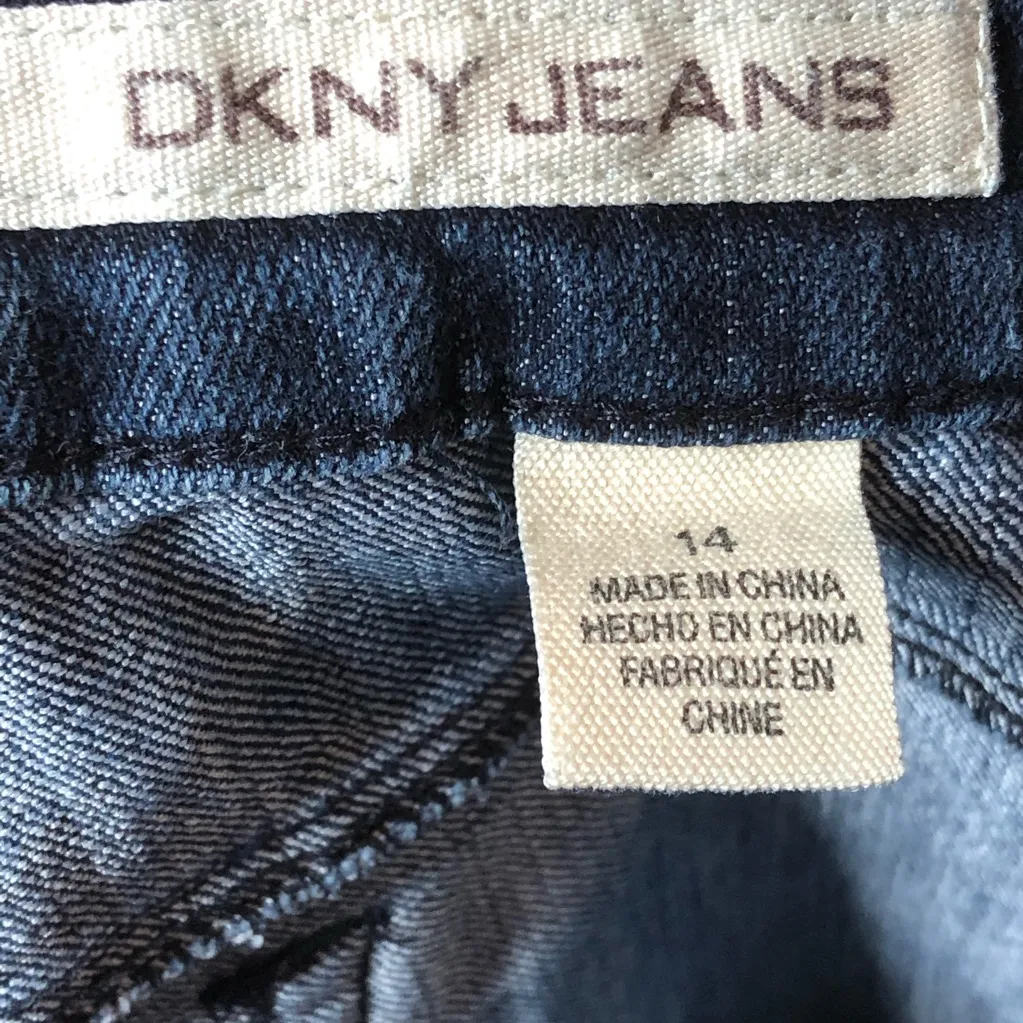 DKNY JEANS
14
MADE IN CHINA
HECHO EN CHINA
FABRIQUÉ EN
CHINE